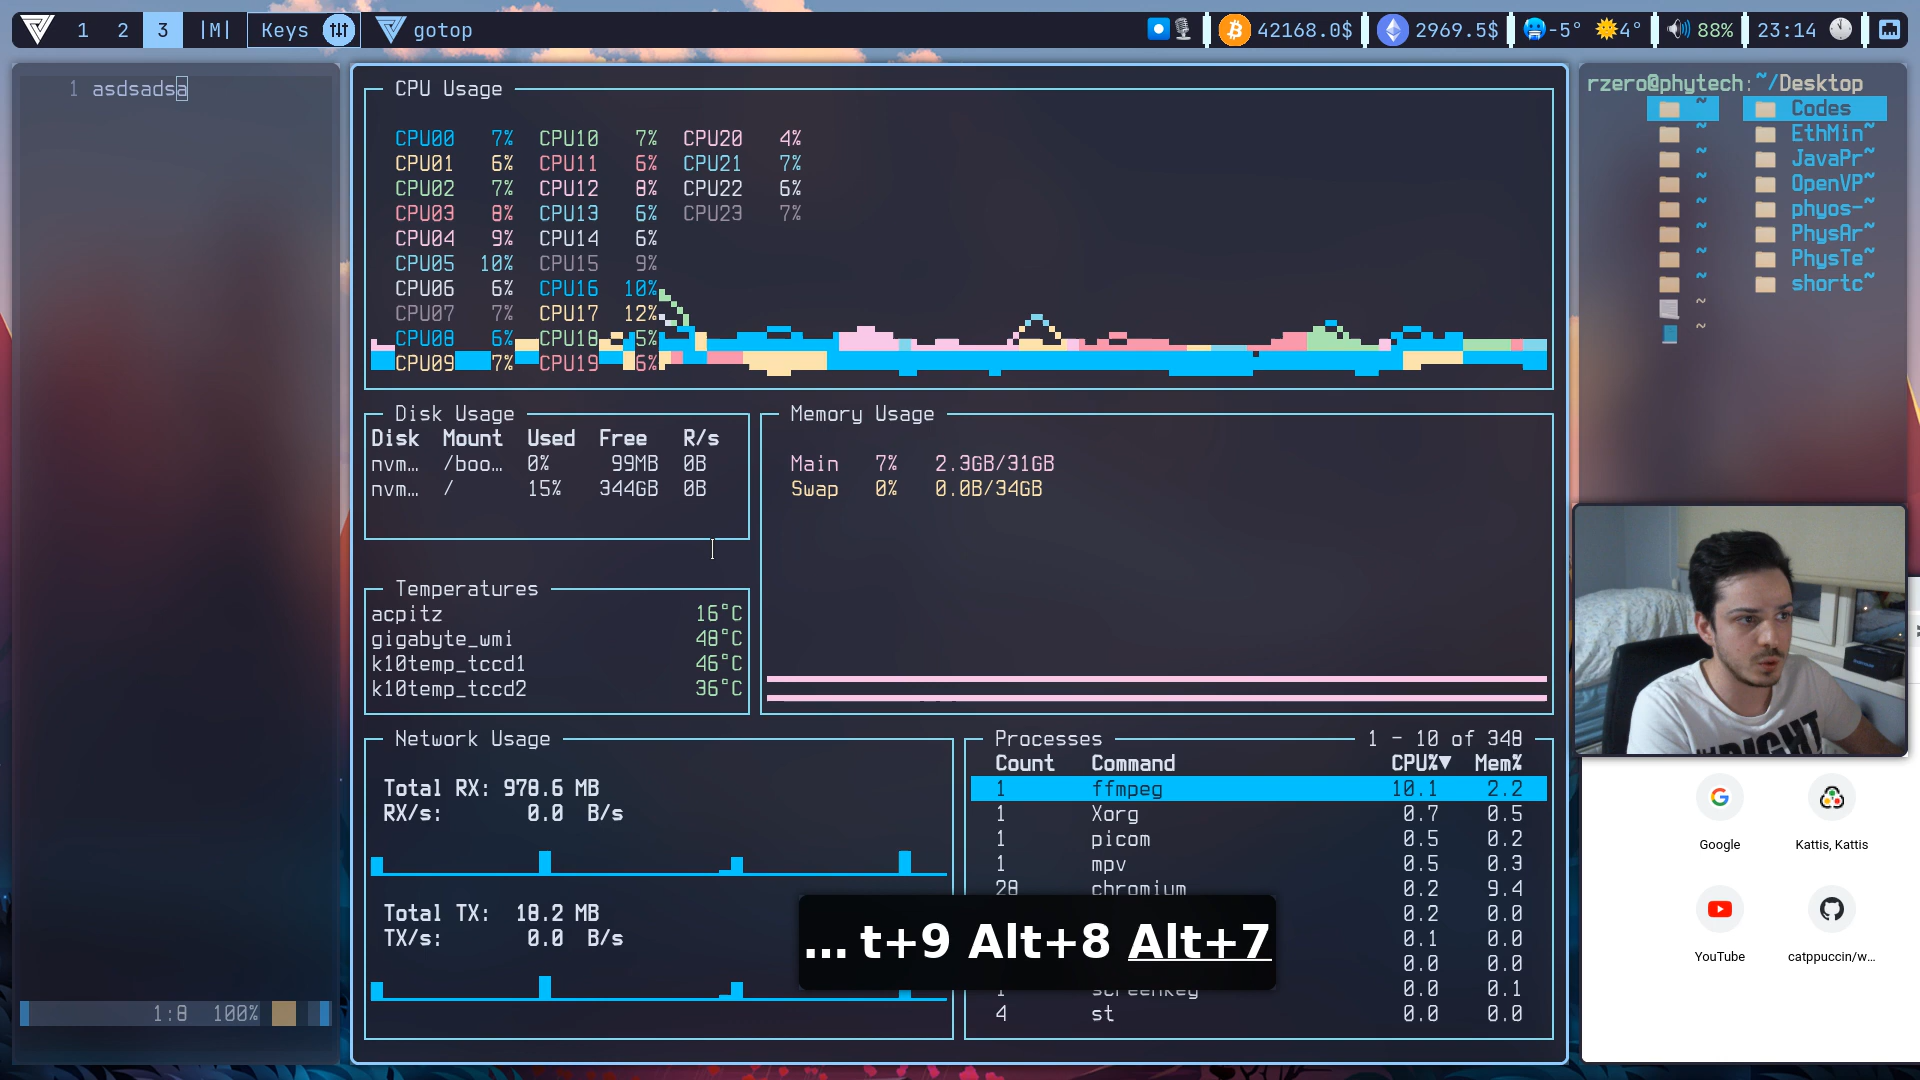 1 2 3 |M| Keys gotop 42168.0$ 2969.5$ -5° 4° 88% 23:14
1 asdsadsa
CPU Usage
CPU00 7% CPU10 7% CPU20 4%
CPU01 6% CPU11 6% CPU21 7%
CPU02 7% CPU12 8% CPU22 6%
CPU03 8% CPU13 6% CPU23 7%
CPU04 9% CPU14 6%
CPU05 10% CPU15 9%
CPU06 6% CPU16 10%
CPU07 7% CPU17 12%
CPU08 6% CPU18 5%
CPU09 7% CPU19 6%
Disk Usage
Disk Mount Used Free R/s
nvm… /boo… 0% 99MB 0B
nvm… / 15% 344GB 0B
Memory Usage
Main 7% 2.3GB/31GB
Swap 0% 0.0B/34GB
Temperatures
acpitz 16°C
gigabyte_wmi 48°C
k10temp_tccd1 46°C
k10temp_tccd2 36°C
Network Usage
Total RX: 978.6 MB
RX/s: 0.0 B/s
Total TX: 18.2 MB
TX/s: 0.0 B/s
Processes 1 - 10 of 348
Count Command CPU%▼ Mem%
1 ffmpeg 10.1 2.2
1 Xorg 0.7 0.5
1 picom 0.5 0.2
1 mpv 0.5 0.3
28 chromium 0.2 9.4
0.2 0.0
0.1 0.0
0.0 0.0
1 screenkey 0.0 0.1
4 st 0.0 0.0
… t+9 Alt+8 Alt+7
1:8 100%
rzero@phytech:~/Desktop
~ Codes
~ EthMin~
~ JavaPr~
~ OpenVP~
~ phyos-~
~ PhysAr~
~ PhysTe~
~ shortc~
~
~
Google
Kattis, Kattis
YouTube
catppuccin/w...